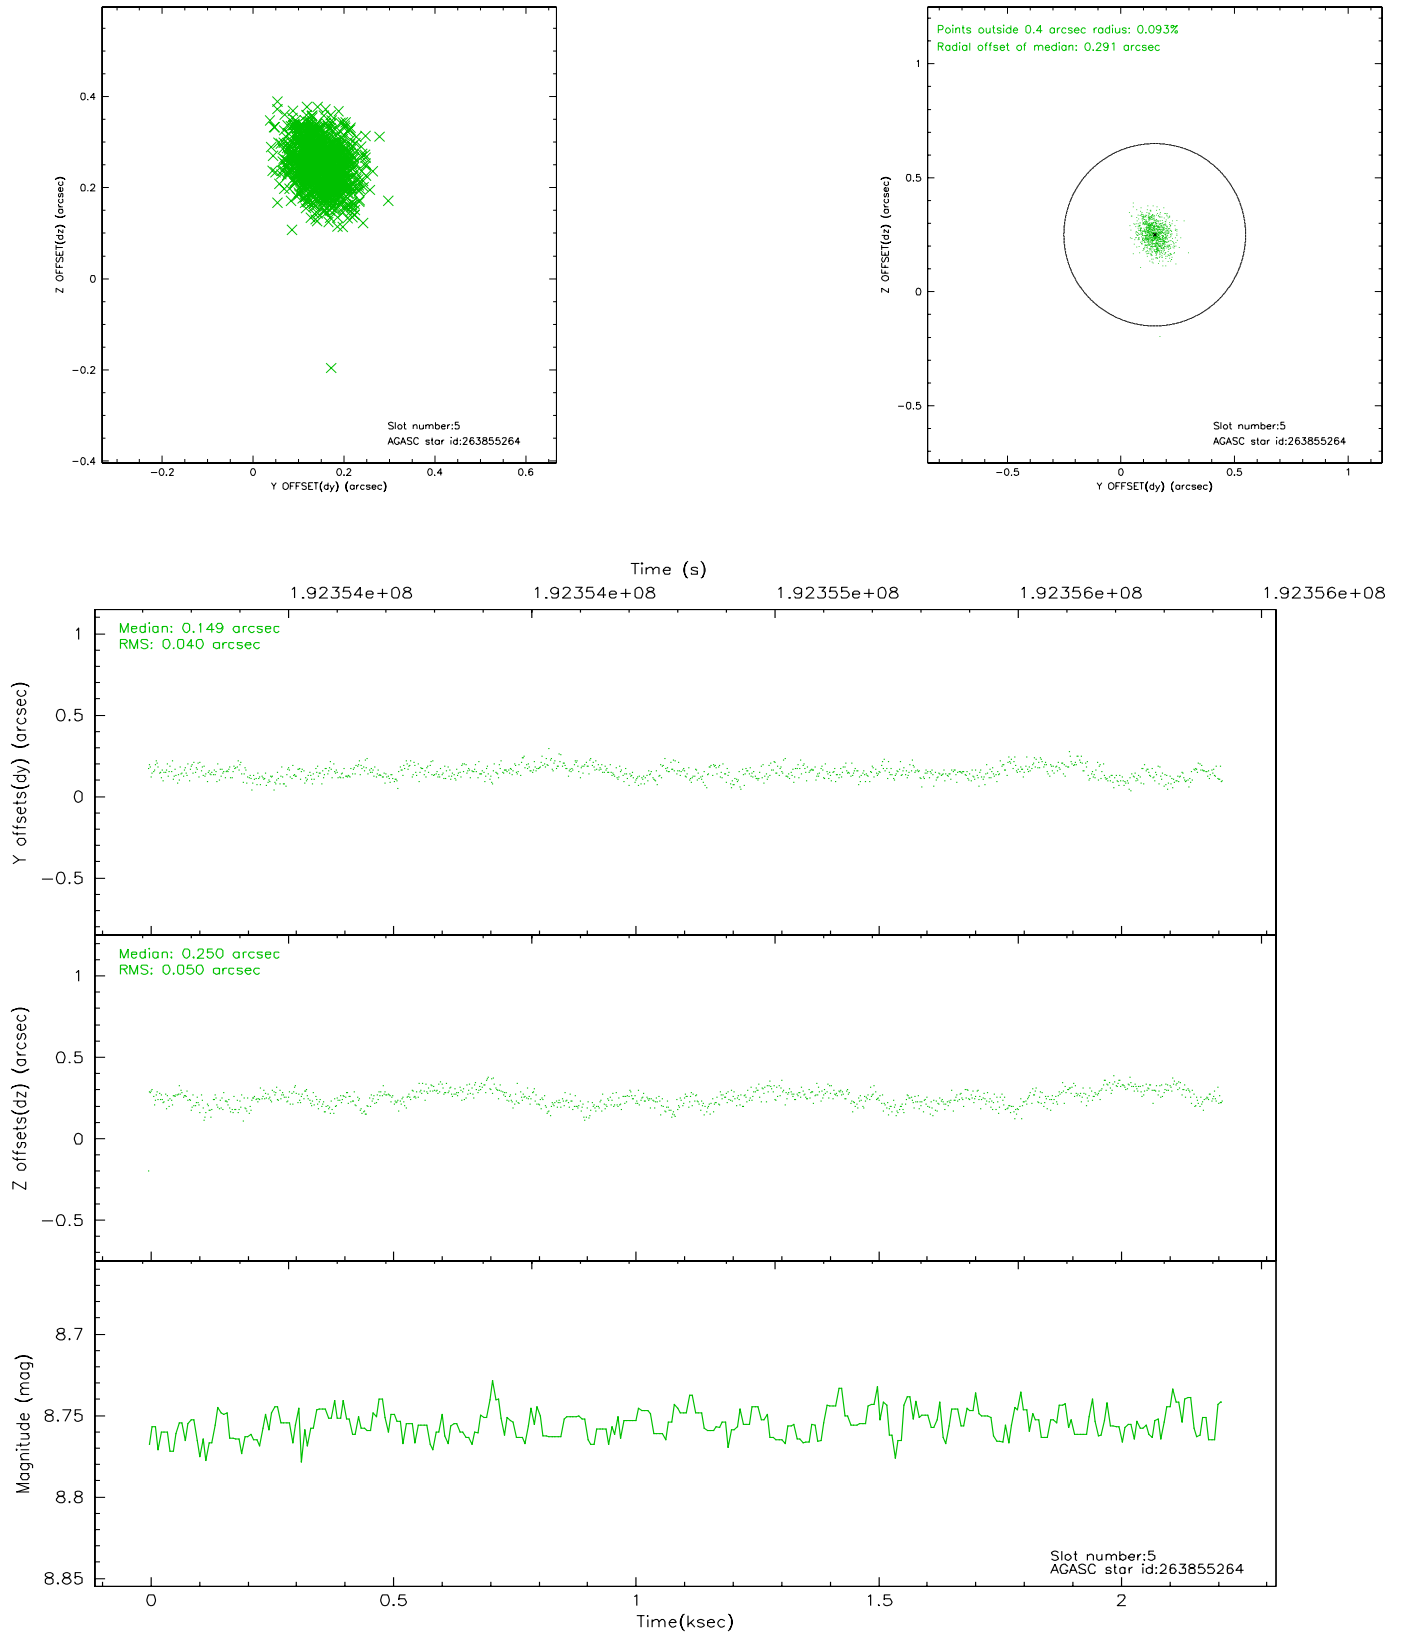 0.4
0.2
0
−0.2
−0.4
Z OFFSET(dz) (arcsec)
Slot number:5
AGASC star id:263855264
−0.2 0 0.2 0.4 0.6
Y OFFSET(dy) (arcsec)
Points outside 0.4 arcsec radius: 0.093%
Radial offset of median: 0.291 arcsec
1
0.5
0
−0.5
Z OFFSET(dz) (arcsec)
Slot number:5
AGASC star id:263855264
−0.5 0 0.5 1
Y OFFSET(dy) (arcsec)
Time (s)
1.92354e+08 1.92354e+08 1.92355e+08 1.92356e+08 1.92356e+08
Median: 0.149 arcsec
RMS: 0.040 arcsec
1
0.5
0
−0.5
Y offsets(dy) (arcsec)
Median: 0.250 arcsec
RMS: 0.050 arcsec
1
0.5
0
−0.5
Z offsets(dz) (arcsec)
8.7
8.75
8.8
8.85
Magnitude (mag)
Slot number:5
AGASC star id:263855264
0 0.5 1 1.5 2
Time(ksec)